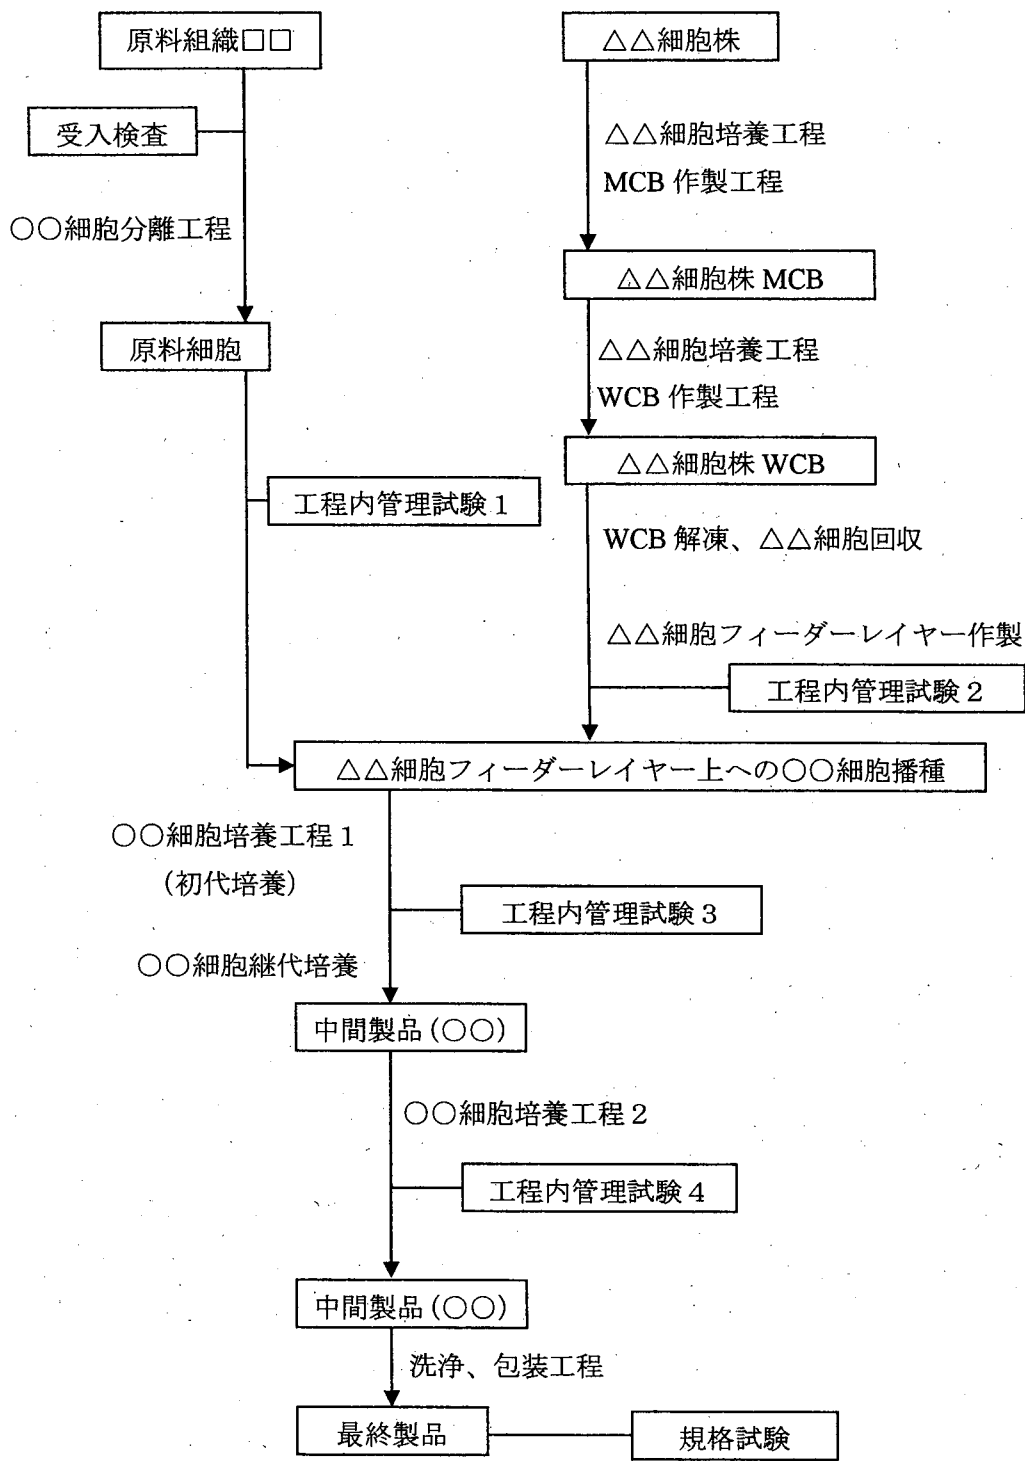 原料組織□□
△△細胞株
受入検査
△△細胞培養工程
MCB 作製工程
○○細胞分離工程
△△細胞株 MCB
原料細胞
△△細胞培養工程
WCB 作製工程
△△細胞株 WCB
工程内管理試験1
WCB 解凍、△△細胞回収
△△細胞フィーダーレイヤー作製
工程内管理試験2
△△細胞フィーダーレイヤー上への○○細胞播種
○○細胞培養工程1
(初代培養)
工程内管理試験3
○○細胞継代培養
中間製品(○○)
○○細胞培養工程2
工程内管理試験4
中間製品(○○)
洗浄、包装工程
最終製品
規格試験